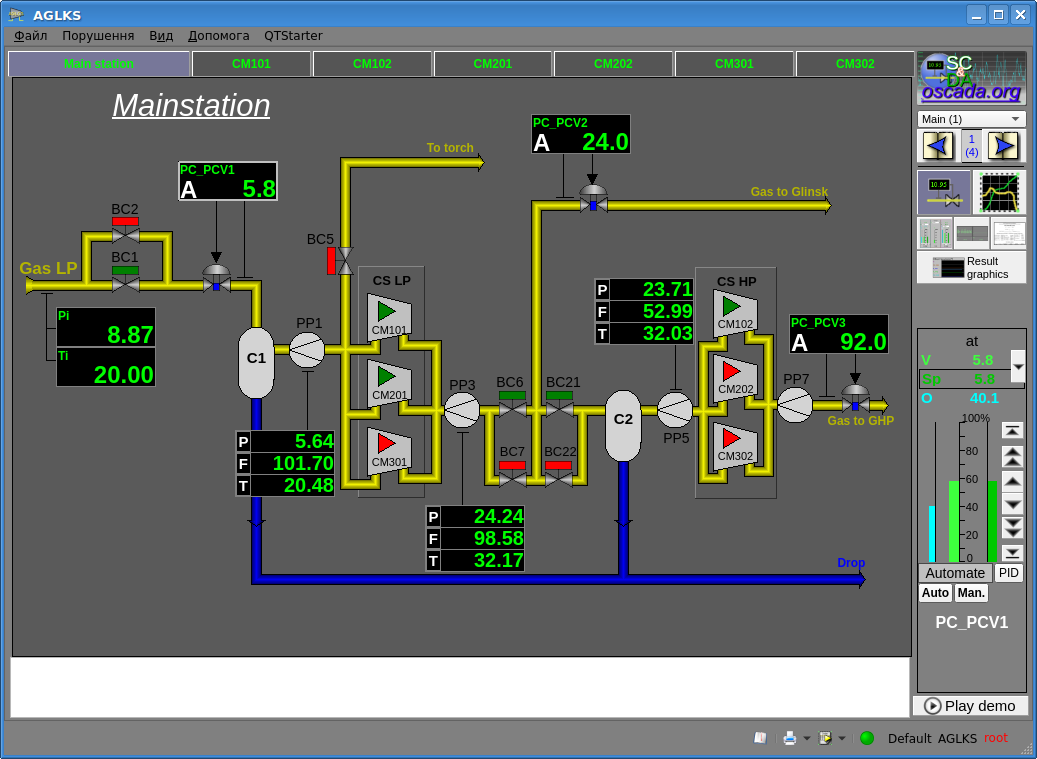 AGLKS
Файл Порушення Вид Допомога QTStarter
Main station CM101 CM102 CM201 CM202 CM301 CM302
Mainstation
PC_PCV1
A 5.8
To torch
PC_PCV2
A 24.0
Gas to Glinsk
BC2
BC1
BC5
Gas LP
Pi
8.87
Ti
20.00
C1
PP1
CS LP
CM101
CM201
CM301
P 5.64
F 101.70
T 20.48
PP3
P 24.24
F 98.58
T 32.17
BC6
BC21
BC7
BC22
P 23.71
F 52.99
T 32.03
C2
PP5
CS HP
CM102
CM202
CM302
PC_PCV3
A 92.0
PP7
Gas to GHP
Drop
SC
&
DA
10.95
oscada.org
Main (1)
1
(4)
10.95
Result
graphics
at
V 5.8
Sp 5.8
O 40.1
100%
80
60
40
20
0
Automate PID
Auto Man.
PC_PCV1
Play demo
Default AGLKS root